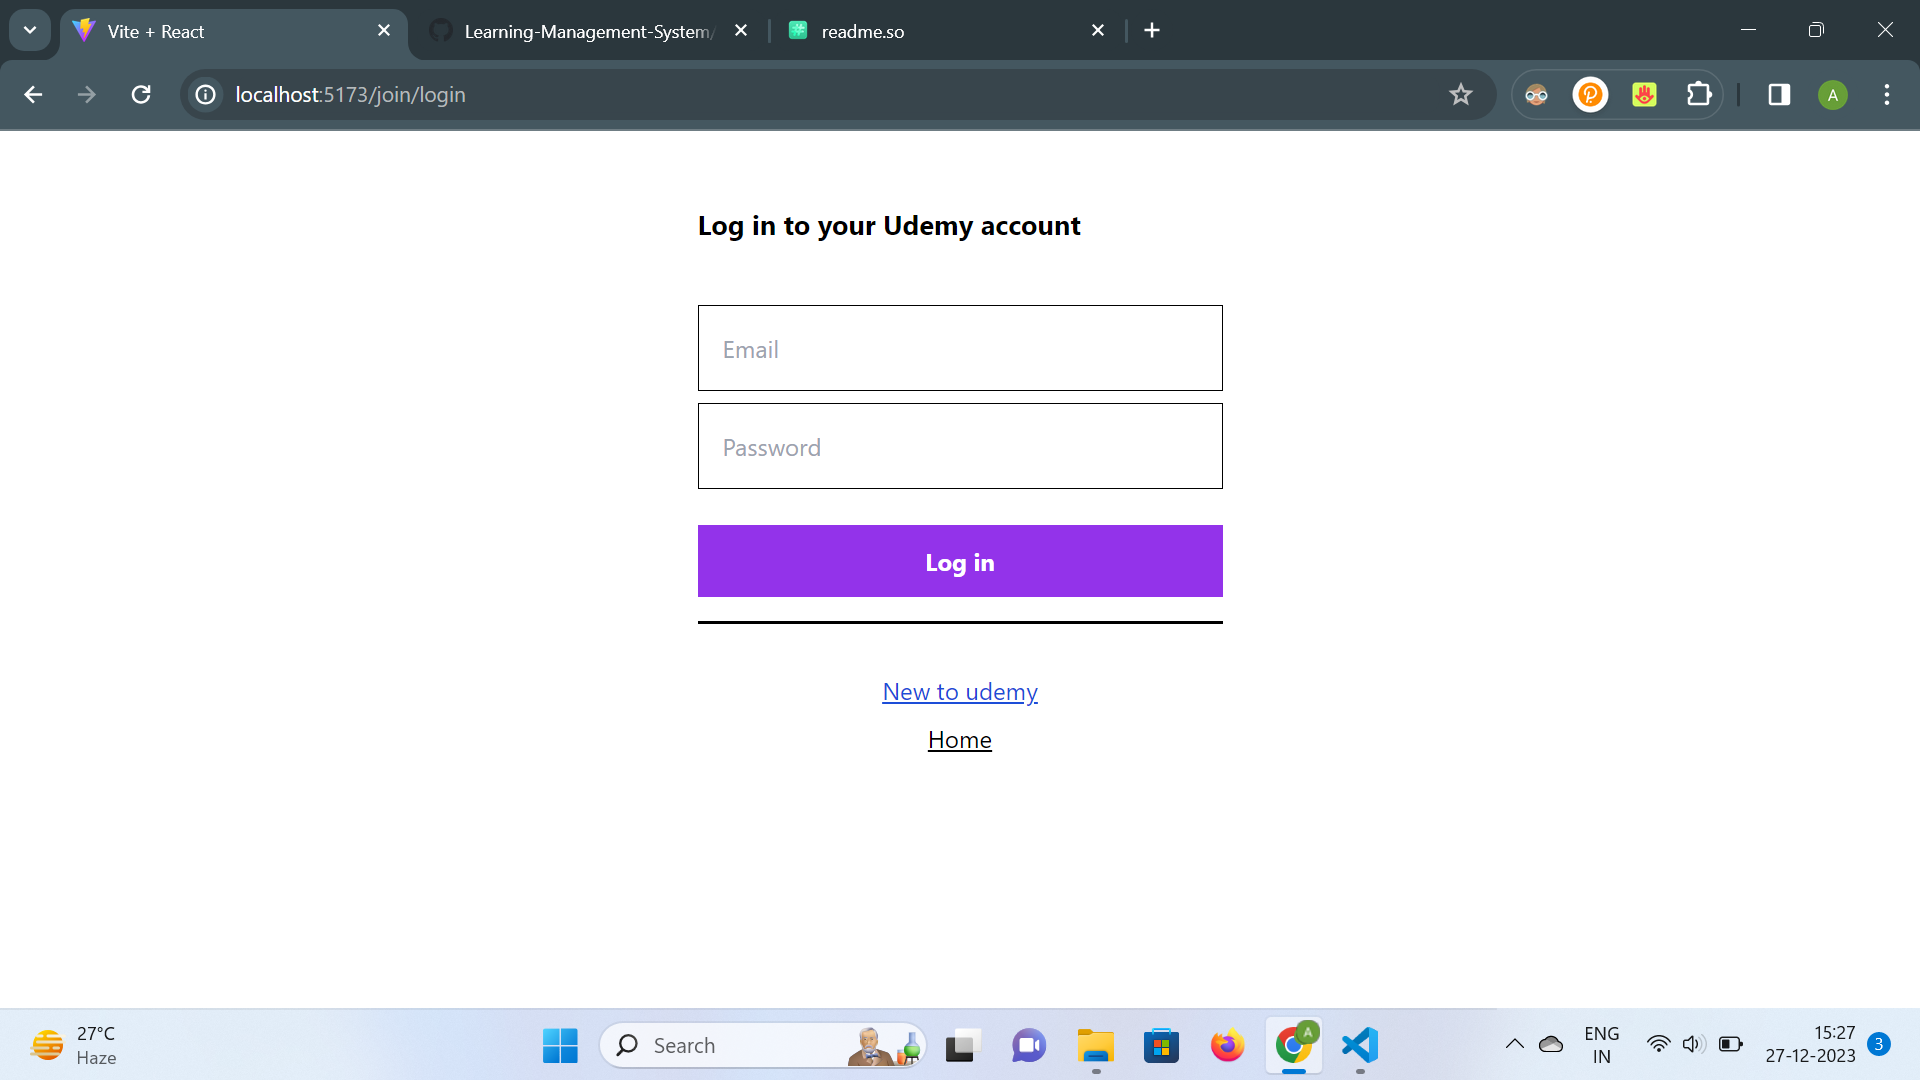 Vite + React
Learning-Management-System/
readme.so
localhost:5173/join/login
A
Log in to your Udemy account
Email
Password
Log in
New to udemy
Home
27°C
Haze
Search
A
ENG
IN
15:27
27-12-2023
3